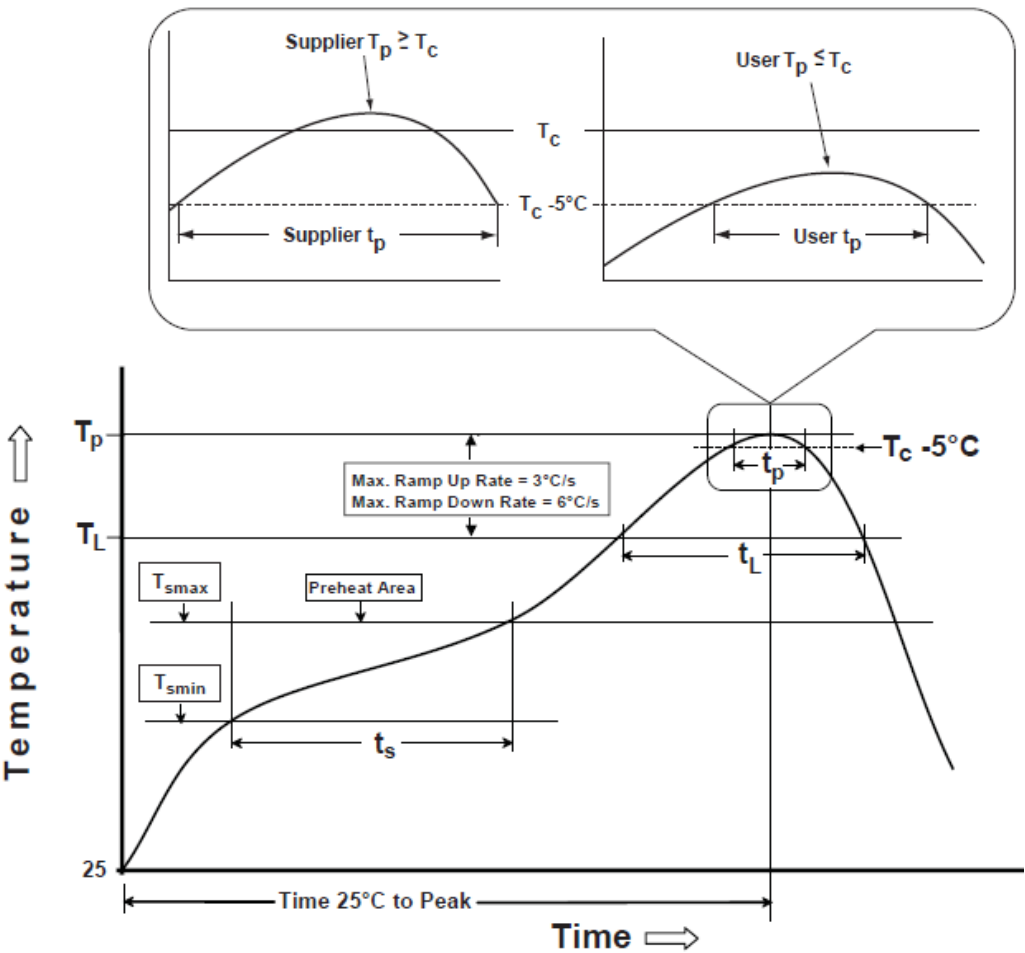 Supplier Tp ≥ Tc
User Tp ≤ Tc
Tc
Tc -5°C
Supplier tp
User tp
Tp
Tc -5°C
tp
Max. Ramp Up Rate = 3°C/s
Max. Ramp Down Rate = 6°C/s
TL
tL
Tsmax
Preheat Area
Tsmin
ts
Temperature
25
Time 25°C to Peak
Time